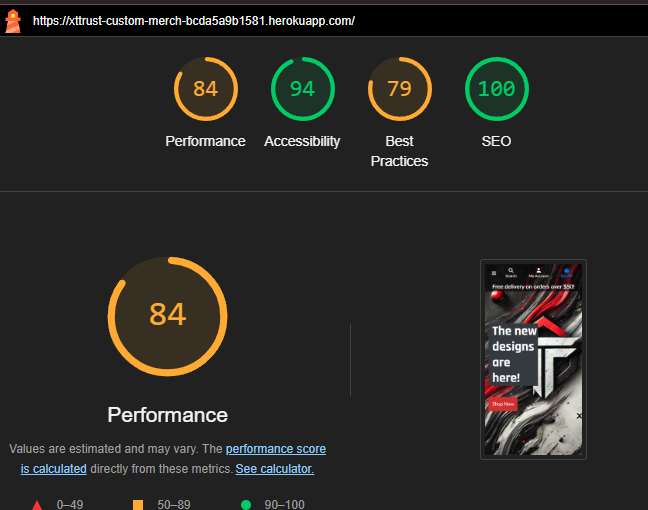 https://xttrust-custom-merch-bcda5a9b1581.herokuapp.com/
84
94
79
100
Performance
Accessibility
Best
Practices
SEO
84
Performance
Values are estimated and may vary. The performance score
is calculated directly from these metrics. See calculator.
0–49
50–89
90–100
Search
My Account
Free delivery on orders over $50!
The new
designs
are
here!
Shop Now